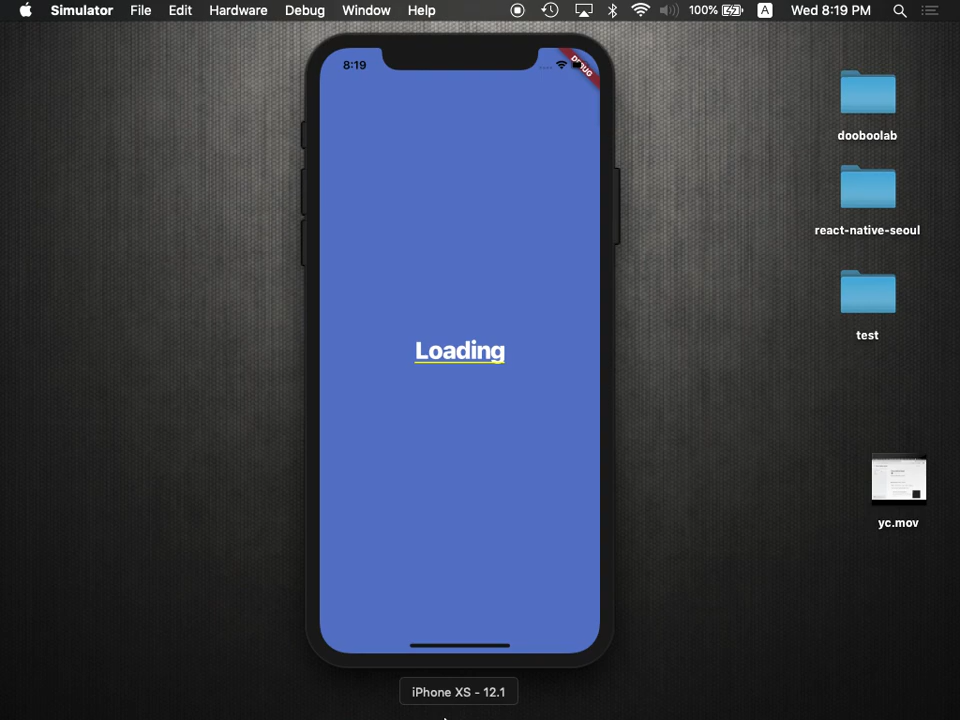 Simulator File Edit Hardware Debug Window Help 100% A Wed 8:19 PM
8:19
DEBUG
dooboolab
react-native-seoul
test
Loading
yc.mov
iPhone XS - 12.1